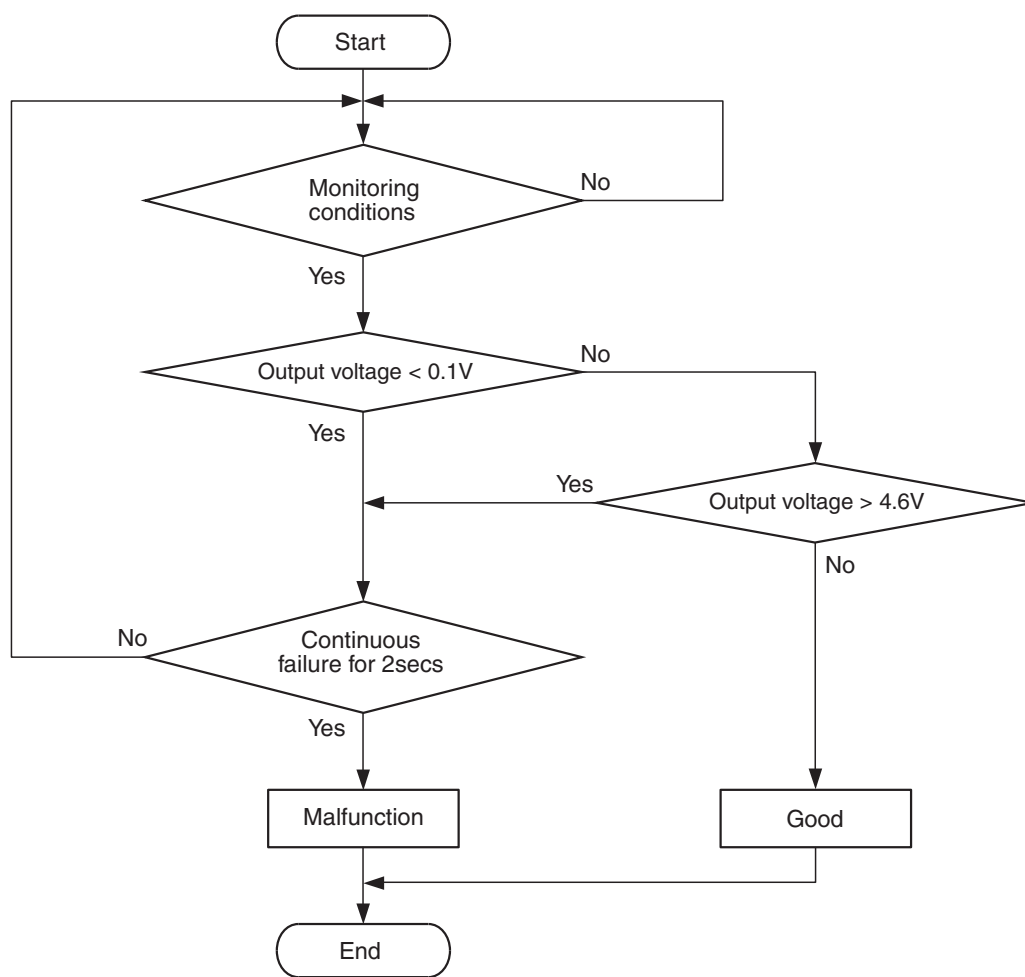 Start
Monitoring
conditions
No
Yes
Output voltage < 0.1V
No
Yes
Yes
Output voltage > 4.6V
No
No
Continuous
failure for 2secs
Yes
Malfunction
Good
End